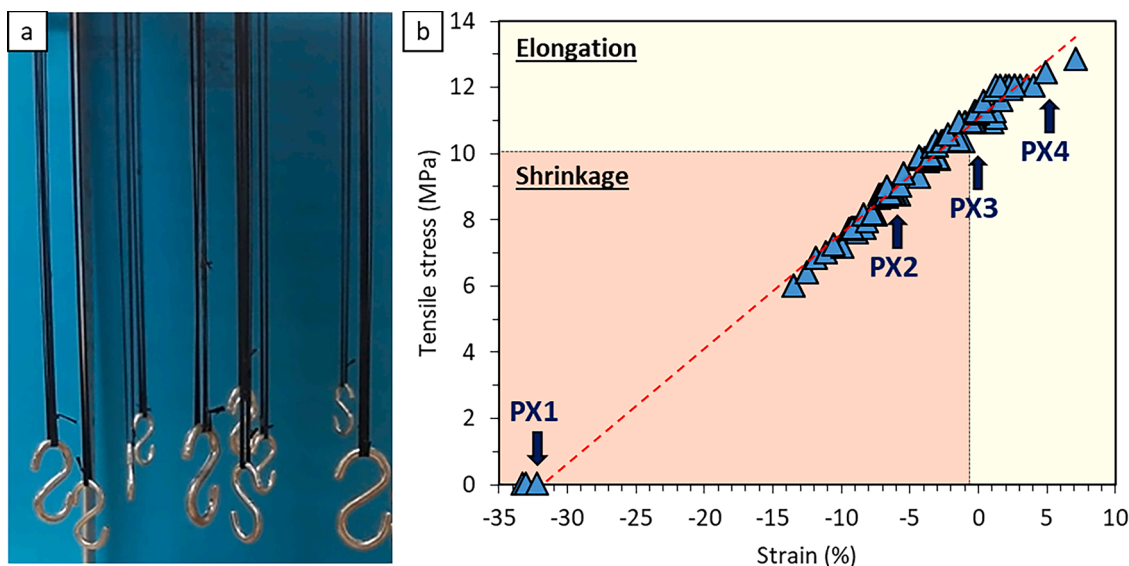 a
b
Elongation
Shrinkage
PX1
PX2
PX3
PX4
Tensile stress (MPa)
14
12
10
8
6
4
2
0
-35 -30 -25 -20 -15 -10 -5 0 5 10
Strain (%)